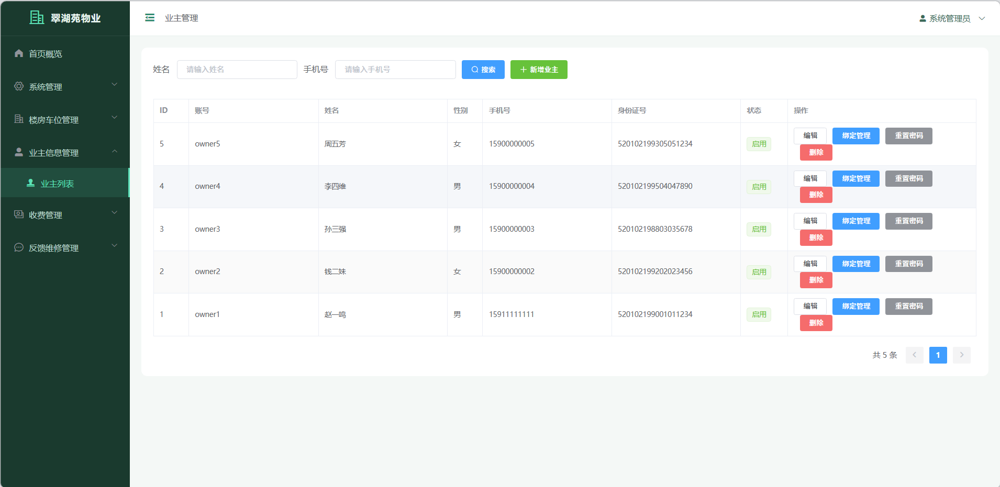 翠湖苑物业
业主管理
系统管理员
首页概览
系统管理
楼房车位管理
业主信息管理
业主列表
收费管理
反馈维修管理
姓名 请输入姓名 手机号 请输入手机号 搜索 新增业主
ID 账号 姓名 性别 手机号 身份证号 状态 操作
5 owner5 周五芳 女 15900000005 520102199305051234 启用 编辑 绑定管理 重置密码
删除
4 owner4 李四维 男 15900000004 520102199504047890 启用 编辑 绑定管理 重置密码
删除
3 owner3 孙三强 男 15900000003 520102198803035678 启用 编辑 绑定管理 重置密码
删除
2 owner2 钱二妹 女 15900000002 520102199202023456 启用 编辑 绑定管理 重置密码
删除
1 owner1 赵一鸣 男 15911111111 520102199001011234 启用 编辑 绑定管理 重置密码
删除
共 5 条 1